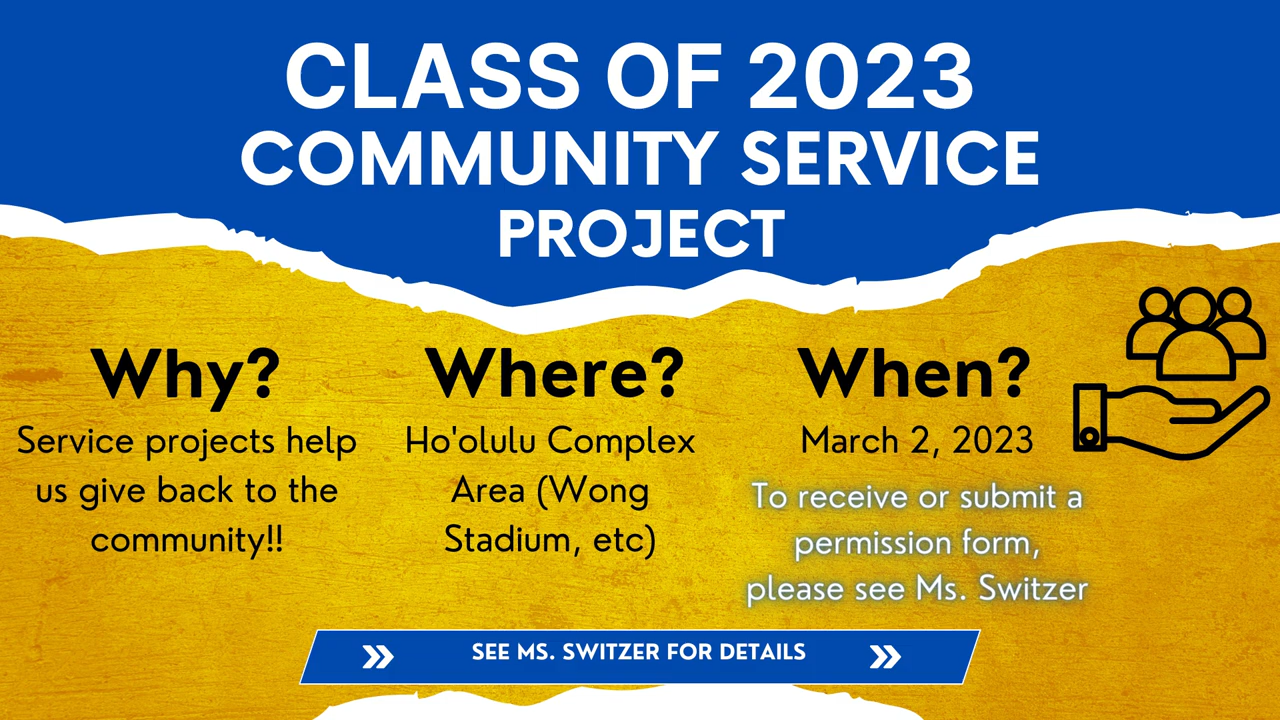 CLASS OF 2023
COMMUNITY SERVICE
PROJECT
Why?
Service projects help
us give back to the
community!!
Where?
Ho'olulu Complex
Area (Wong
Stadium, etc)
When?
March 2, 2023
To receive or submit a
permission form,
please see Ms. Switzer
SEE MS. SWITZER FOR DETAILS